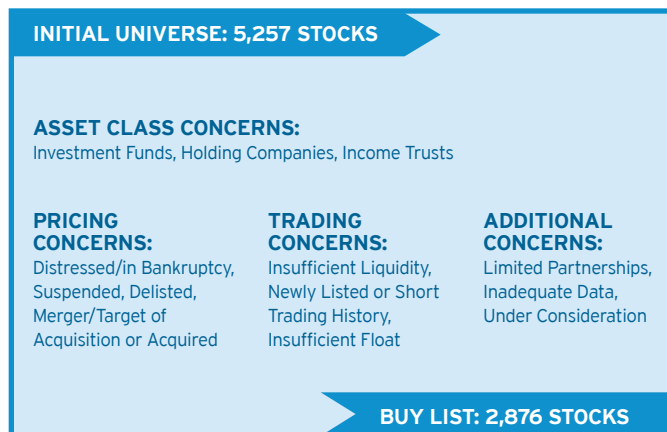 INITIAL UNIVERSE: 5,257 STOCKS
ASSET CLASS CONCERNS:
Investment Funds, Holding Companies, Income Trusts
PRICING
CONCERNS:
Distressed/in Bankruptcy,
Suspended, Delisted,
Merger/Target of
Acquisition or Acquired
TRADING
CONCERNS:
Insufficient Liquidity,
Newly Listed or Short
Trading History,
Insufficient Float
ADDITIONAL
CONCERNS:
Limited Partnerships,
Inadequate Data,
Under Consideration
BUY LIST: 2,876 STOCKS